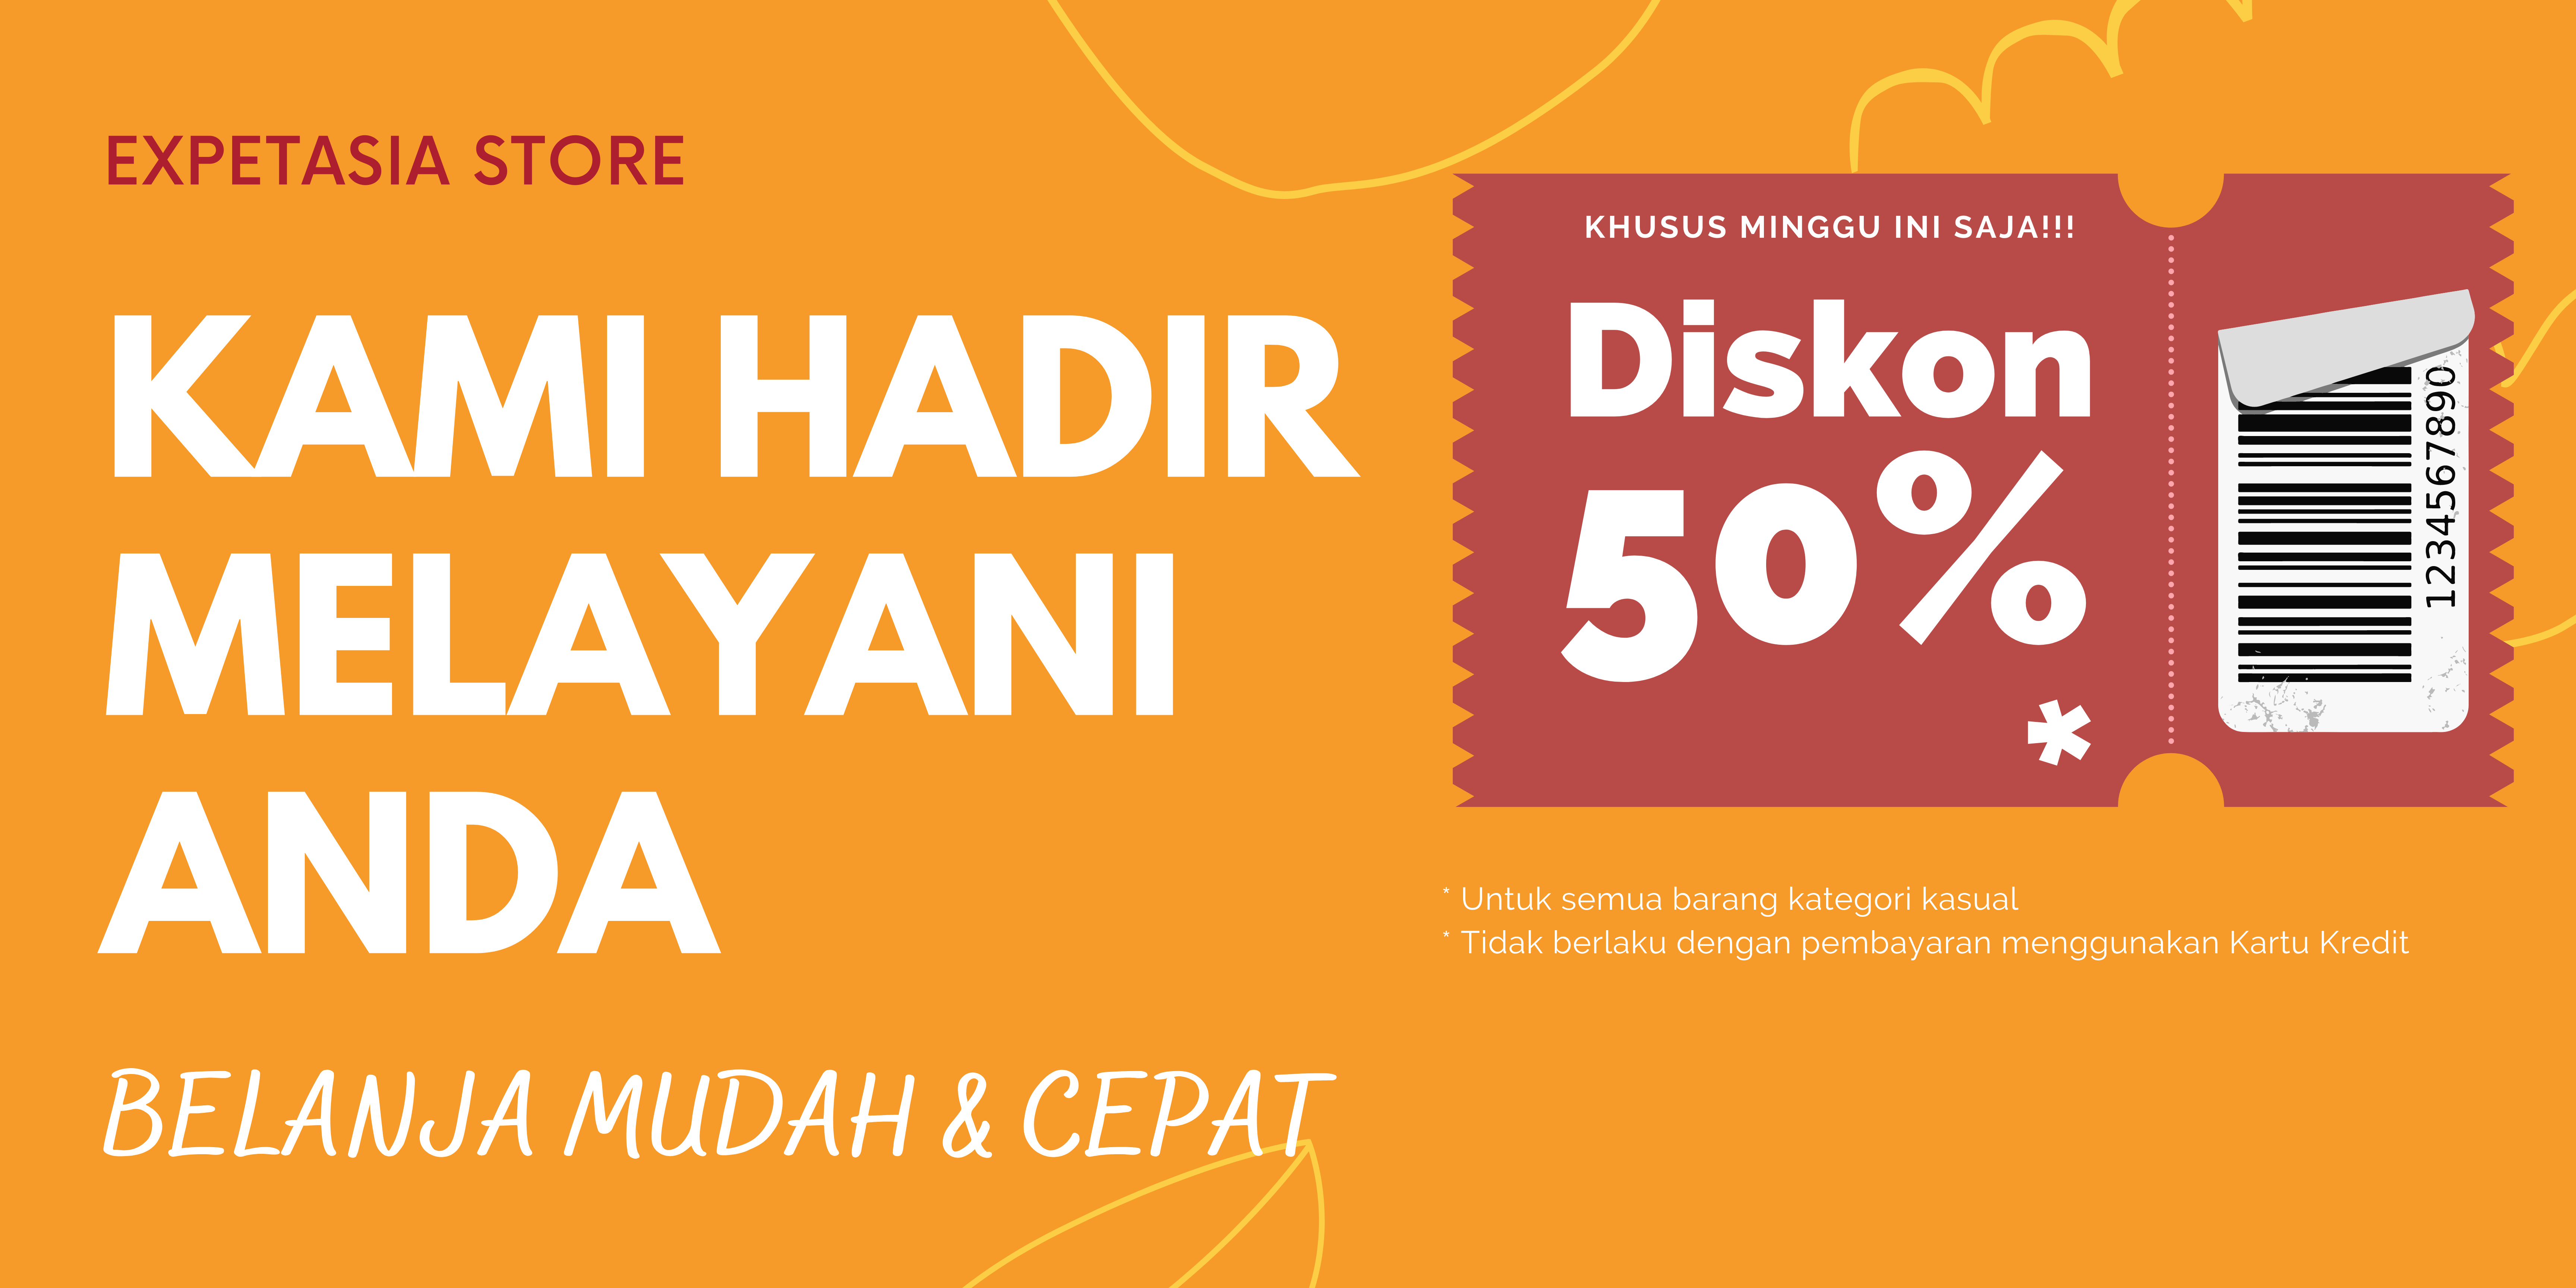 EXPETASIA STORE
KAMI HADIR
MELAYANI
ANDA
BELANJA MUDAH & CEPAT
KHUSUS MINGGU INI SAJA!!!
Diskon
50%
*
1234567890
* Untuk semua barang kategori kasual
* Tidak berlaku dengan pembayaran menggunakan Kartu Kredit